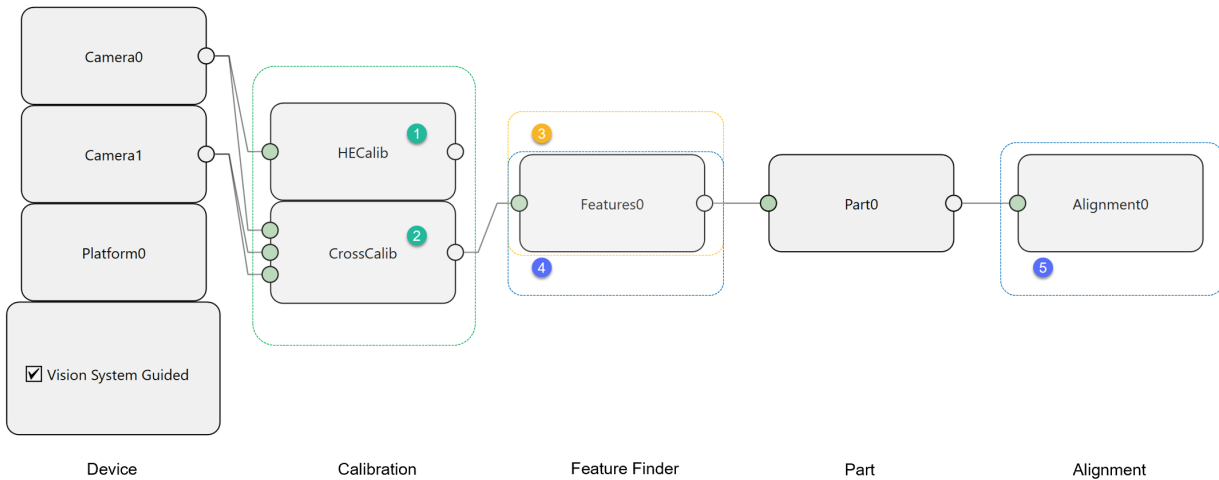 Camera0
Camera1
Platform0
Vision System Guided
Device
1
HECalib
2
CrossCalib
Calibration
3
Features0
4
Feature Finder
Part0
Part
Alignment0
5
Alignment